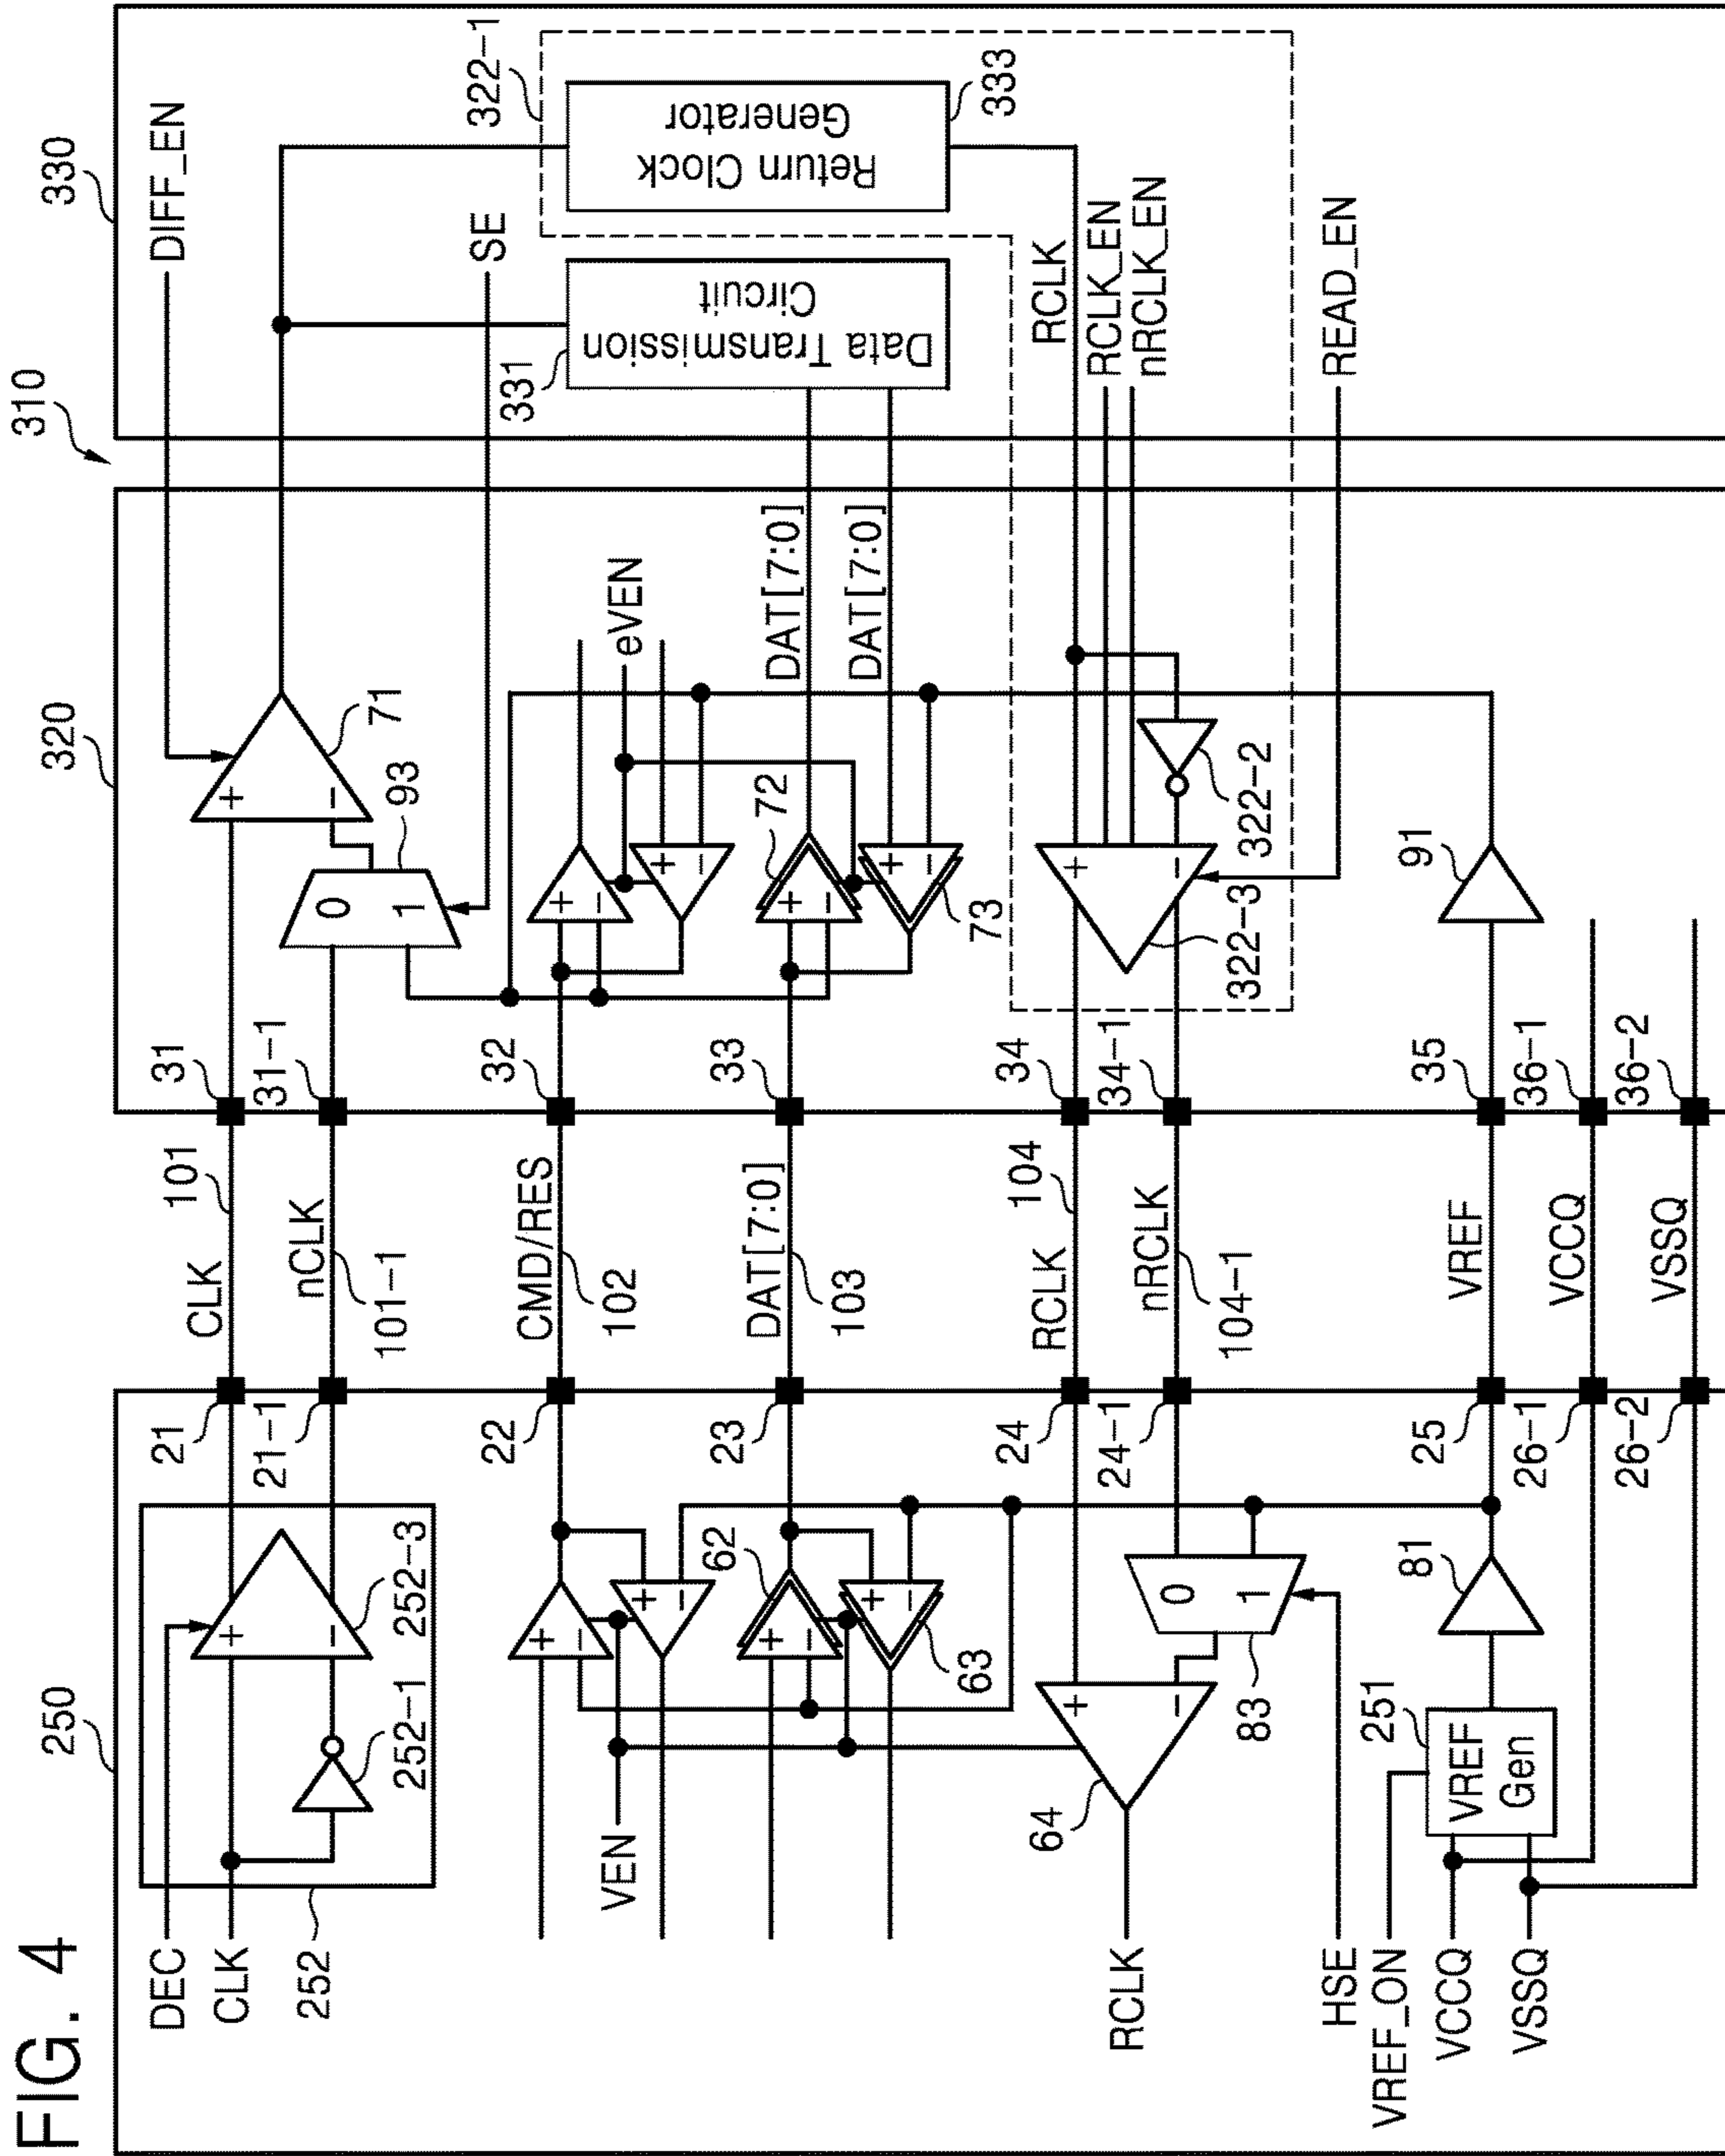 FIG. 4
250
310
320
330
DEC
CLK
252
252-1
252-3
21
21-1
CLK
101
nCLK
101-1
31
31-1
+
-
0
1
93
+
-
71
DIFF_EN
SE
322-1
Return Clock
Generator
333
331
Data Transmission
Circuit
VEN
+
-
+
-
22
CMD/RES
102
32
+
-
+
-
eVEN
+
-
62
+
-
63
23
DAT[7:0]
103
33
+
-
72
+
-
73
DAT[7:0]
DAT[7:0]
RCLK
64
+
-
0
1
83
HSE
24
24-1
RCLK
104
nRCLK
104-1
34
34-1
322-3
+
-
322-2
RCLK
RCLK_EN
nRCLK_EN
READ_EN
VREF_ON
VCCQ
VSSQ
251
VREF
Gen
81
25
26-1
26-2
VREF
VCCQ
VSSQ
35
36-1
36-2
91